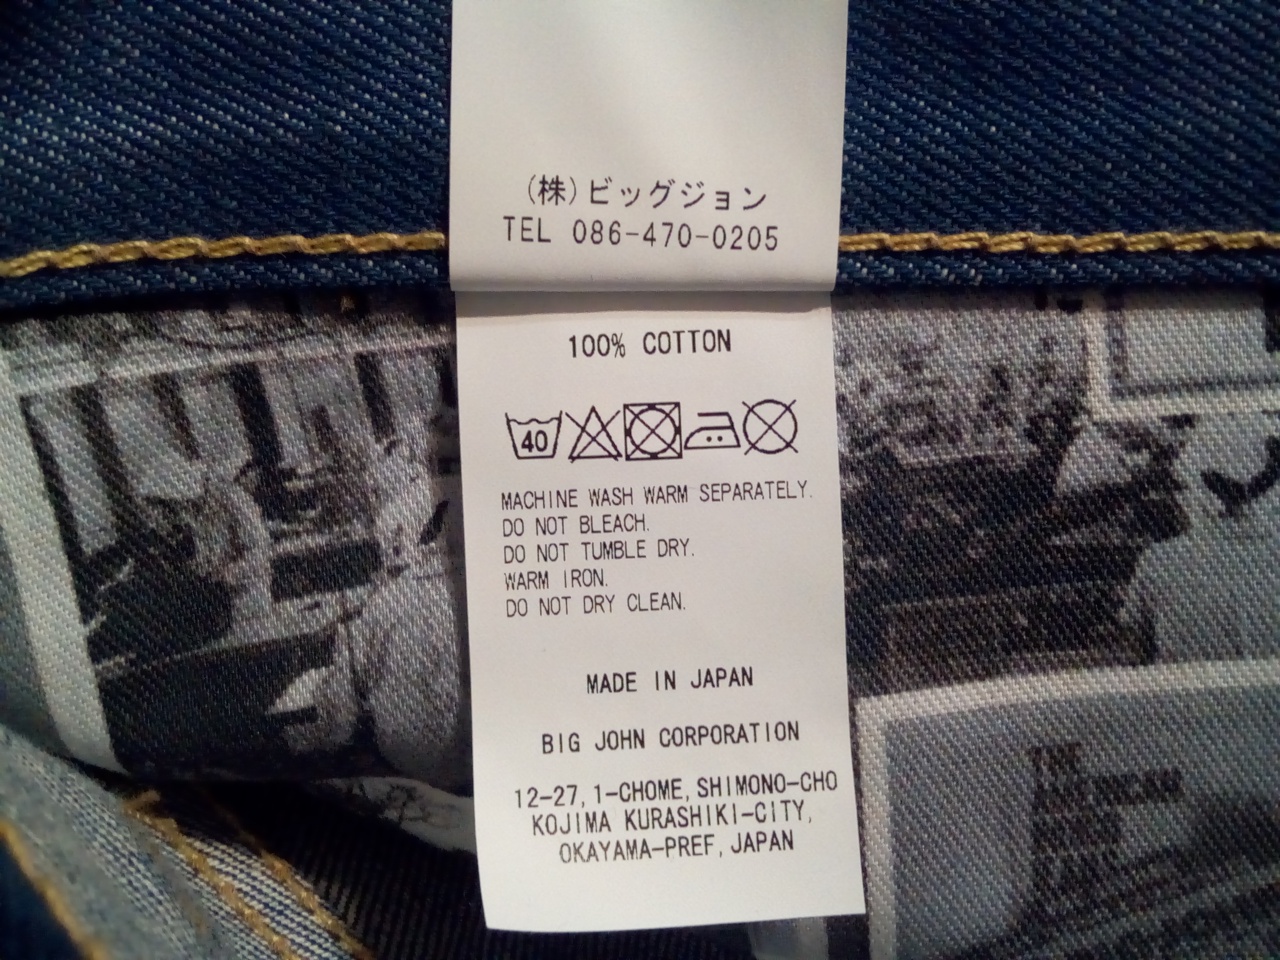 (株)ビッグジョン
TEL 086-470-0205
100% COTTON
40
MACHINE WASH WARM SEPARATELY.
DO NOT BLEACH.
DO NOT TUMBLE DRY.
WARM IRON.
DO NOT DRY CLEAN.
MADE IN JAPAN
BIG JOHN CORPORATION
12-27, 1-CHOME, SHIMONO-CHO
KOJIMA KURASHIKI-CITY,
OKAYAMA-PREF, JAPAN
THE